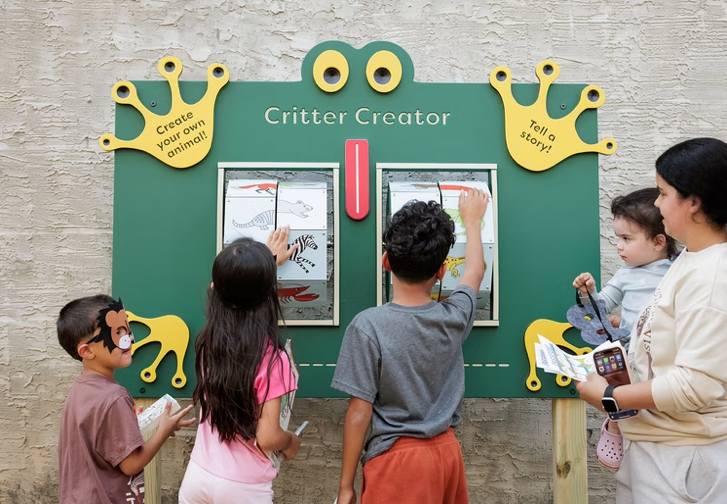 Critter Creator
Create
your own
animal!
Tell a
story!